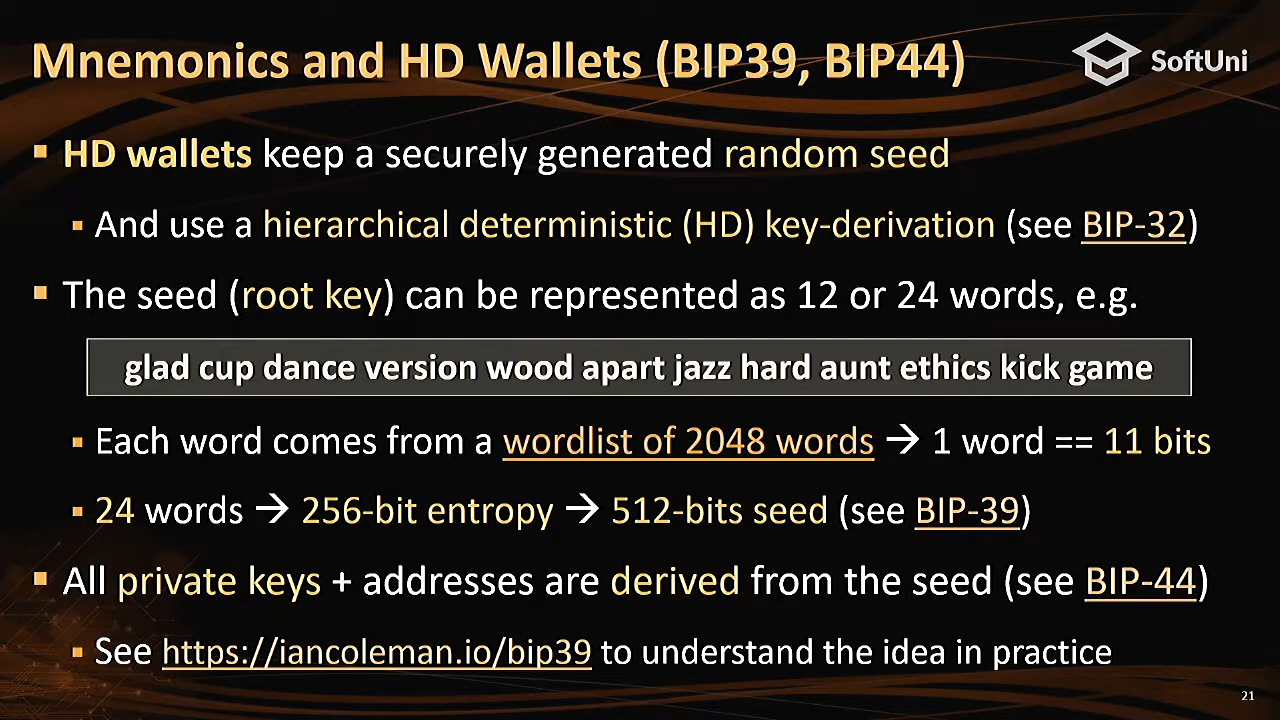 Mnemonics and HD Wallets (BIP39, BIP44)
SoftUni
▪ HD wallets keep a securely generated random seed
▪ And use a hierarchical deterministic (HD) key-derivation (see BIP-32)
▪ The seed (root key) can be represented as 12 or 24 words, e.g.
glad cup dance version wood apart jazz hard aunt ethics kick game
▪ Each word comes from a wordlist of 2048 words → 1 word == 11 bits
▪ 24 words → 256-bit entropy → 512-bits seed (see BIP-39)
▪ All private keys + addresses are derived from the seed (see BIP-44)
▪ See https://iancoleman.io/bip39 to understand the idea in practice
21